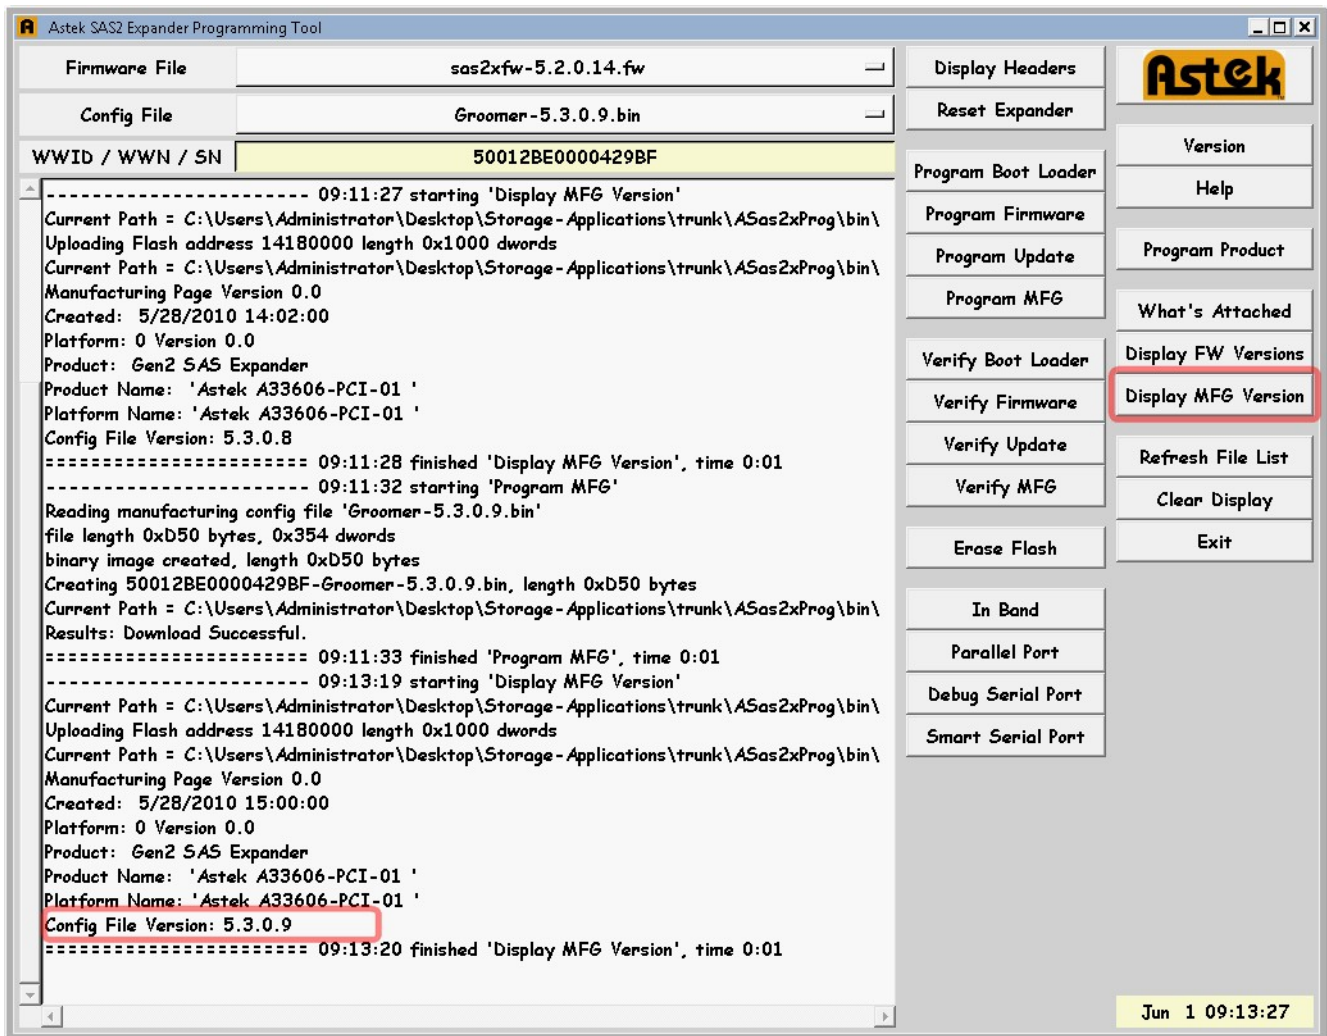 Astek SAS2 Expander Programming Tool
Firmware File
sas2xfw-5.2.0.14.fw
Config File
Groomer-5.3.0.9.bin
WWID / WWN / SN
50012BE0000429BF
----------------------- 09:11:27 starting 'Display MFG Version'
Current Path = C:\Users\Administrator\Desktop\Storage-Applications\trunk\ASas2xProg\bin\
Uploading Flash address 14180000 length 0x1000 dwords
Current Path = C:\Users\Administrator\Desktop\Storage-Applications\trunk\ASas2xProg\bin\
Manufacturing Page Version 0.0
Created:  5/28/2010 14:02:00
Platform: 0 Version 0.0
Product:  Gen2 SAS Expander
Product Name:  'Astek A33606-PCI-01 '
Platform Name: 'Astek A33606-PCI-01 '
Config File Version: 5.3.0.8
======================= 09:11:28 finished 'Display MFG Version', time 0:01
----------------------- 09:11:32 starting 'Program MFG'
Reading manufacturing config file 'Groomer-5.3.0.9.bin'
file length 0xD50 bytes, 0x354 dwords
binary image created, length 0xD50 bytes
Creating 50012BE0000429BF-Groomer-5.3.0.9.bin, length 0xD50 bytes
Current Path = C:\Users\Administrator\Desktop\Storage-Applications\trunk\ASas2xProg\bin\
Results: Download Successful.
======================= 09:11:33 finished 'Program MFG', time 0:01
----------------------- 09:13:19 starting 'Display MFG Version'
Current Path = C:\Users\Administrator\Desktop\Storage-Applications\trunk\ASas2xProg\bin\
Uploading Flash address 14180000 length 0x1000 dwords
Current Path = C:\Users\Administrator\Desktop\Storage-Applications\trunk\ASas2xProg\bin\
Manufacturing Page Version 0.0
Created:  5/28/2010 15:00:00
Platform: 0 Version 0.0
Product:  Gen2 SAS Expander
Product Name:  'Astek A33606-PCI-01 '
Platform Name: 'Astek A33606-PCI-01 '
Config File Version: 5.3.0.9
======================= 09:13:20 finished 'Display MFG Version', time 0:01
Display Headers
Reset Expander
Program Boot Loader
Program Firmware
Program Update
Program MFG
Verify Boot Loader
Verify Firmware
Verify Update
Verify MFG
Erase Flash
In Band
Parallel Port
Debug Serial Port
Smart Serial Port
Astek
Version
Help
Program Product
What's Attached
Display FW Versions
Display MFG Version
Refresh File List
Clear Display
Exit
Jun  1 09:13:27